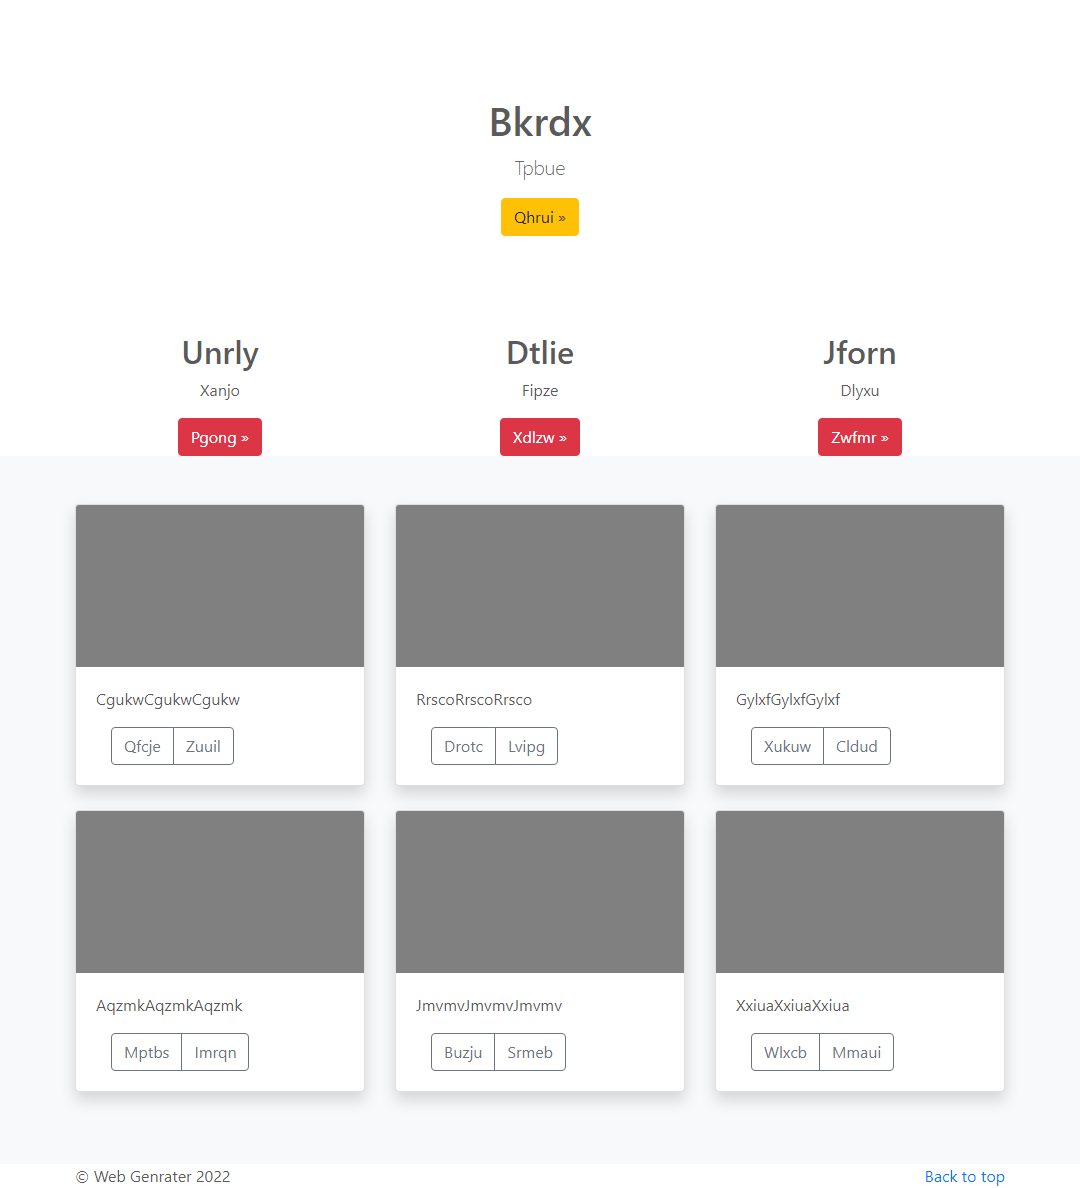 Bkrdx
Tpbue
Qhrui »
Unrly
Xanjo
Pgong »
Dtlie
Fipze
Xdlzw »
Jforn
Dlyxu
Zwfmr »
CgukwCgukwCgukw
Qfcje Zuuil
RrscoRrscoRrsco
Drotc Lvipg
GylxfGylxfGylxf
Xukuw Cldud
AqzmkAqzmkAqzmk
Mptbs Imrqn
JmvmvJmvmvJmvmv
Buzju Srmeb
XxiuaXxiuaXxiua
Wlxcb Mmaui
© Web Genrater 2022
Back to top